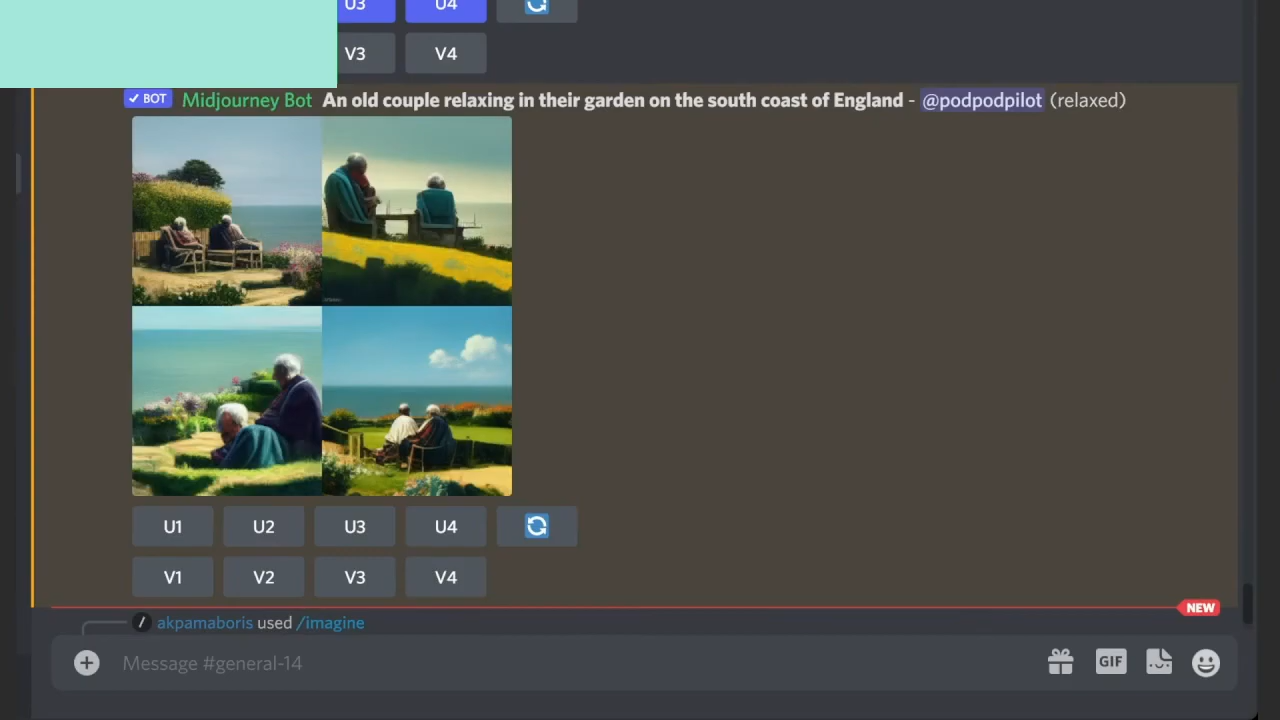 U3 U4
V3 V4
✓ BOT Midjourney Bot An old couple relaxing in their garden on the south coast of England - @podpodpilot (relaxed)
U1 U2 U3 U4
V1 V2 V3 V4
NEW
/ akpamaboris used /imagine
Message #general-14
GIF